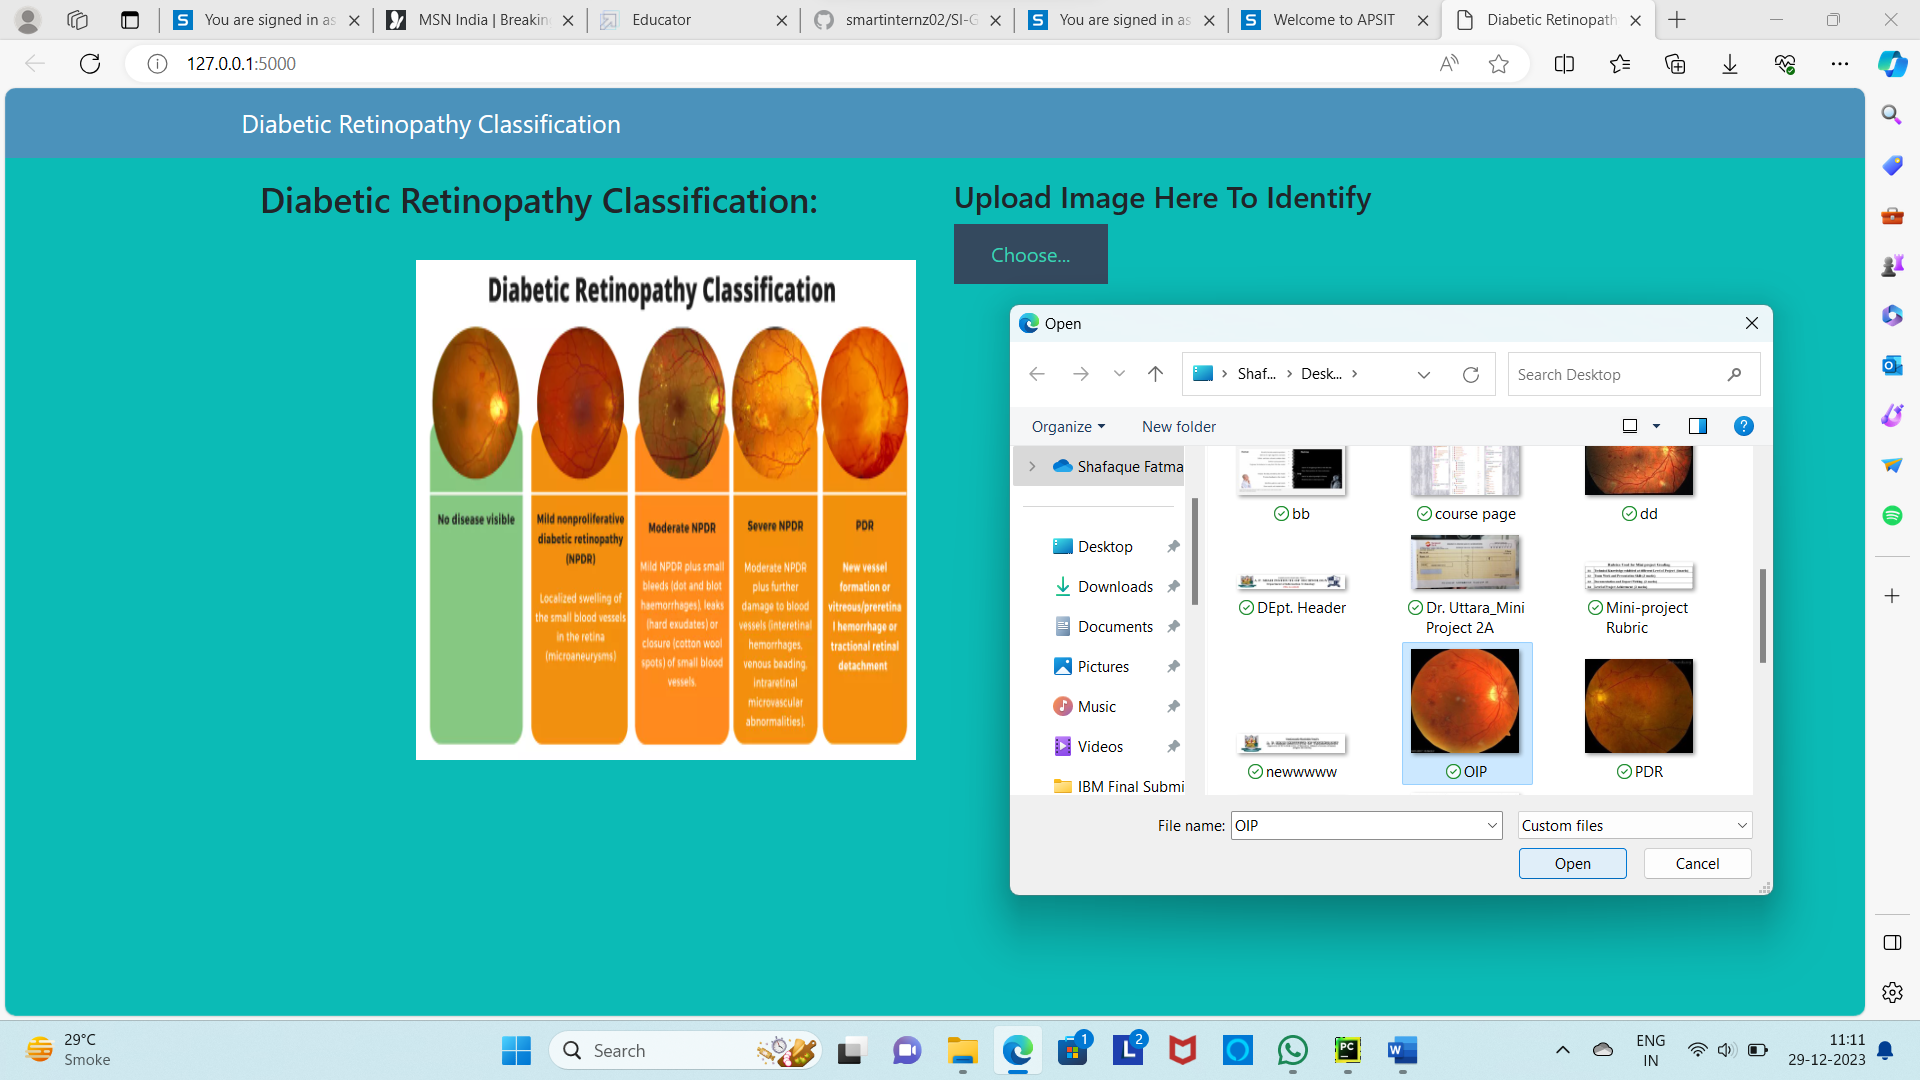 You are signed in as
MSN India | Breakin
Educator
smartinternz02/SI-G
You are signed in as
Welcome to APSIT
Diabetic Retinopath
127.0.0.1:5000
Diabetic Retinopathy Classification
Diabetic Retinopathy Classification:
Upload Image Here To Identify
Choose...
Diabetic Retinopathy Classification
No disease visible
Mild nonproliferative
diabetic retinopathy
(NPDR)
Localized swelling of
the small blood vessels
in the retina
(microaneurysms)
Moderate NPDR
Mild NPDR plus small
bleeds (dot and blot
haemorrhages), leaks
(hard exudates) or
closure (cotton wool
spots) of small blood
vessels.
Severe NPDR
Moderate NPDR
plus further
damage to blood
vessels (interetinal
hemorrhages,
venous beading,
intraretinal
microvascular
abnormalities).
PDR
New vessel
formation or
vitreous/preretina
l hemorrhage or
tractional retinal
detachment
Open
Shaf...
Desk...
Search Desktop
Organize
New folder
Shafaque Fatma
Desktop
Downloads
Documents
Pictures
Music
Videos
IBM Final Submi
bb
course page
dd
DEpt. Header
Dr. Uttara_Mini
Project 2A
Mini-project
Rubric
newwwww
OIP
PDR
File name:
OIP
Custom files
Open
Cancel
29°C
Smoke
Search
1
2
PC
ENG
IN
11:11
29-12-2023